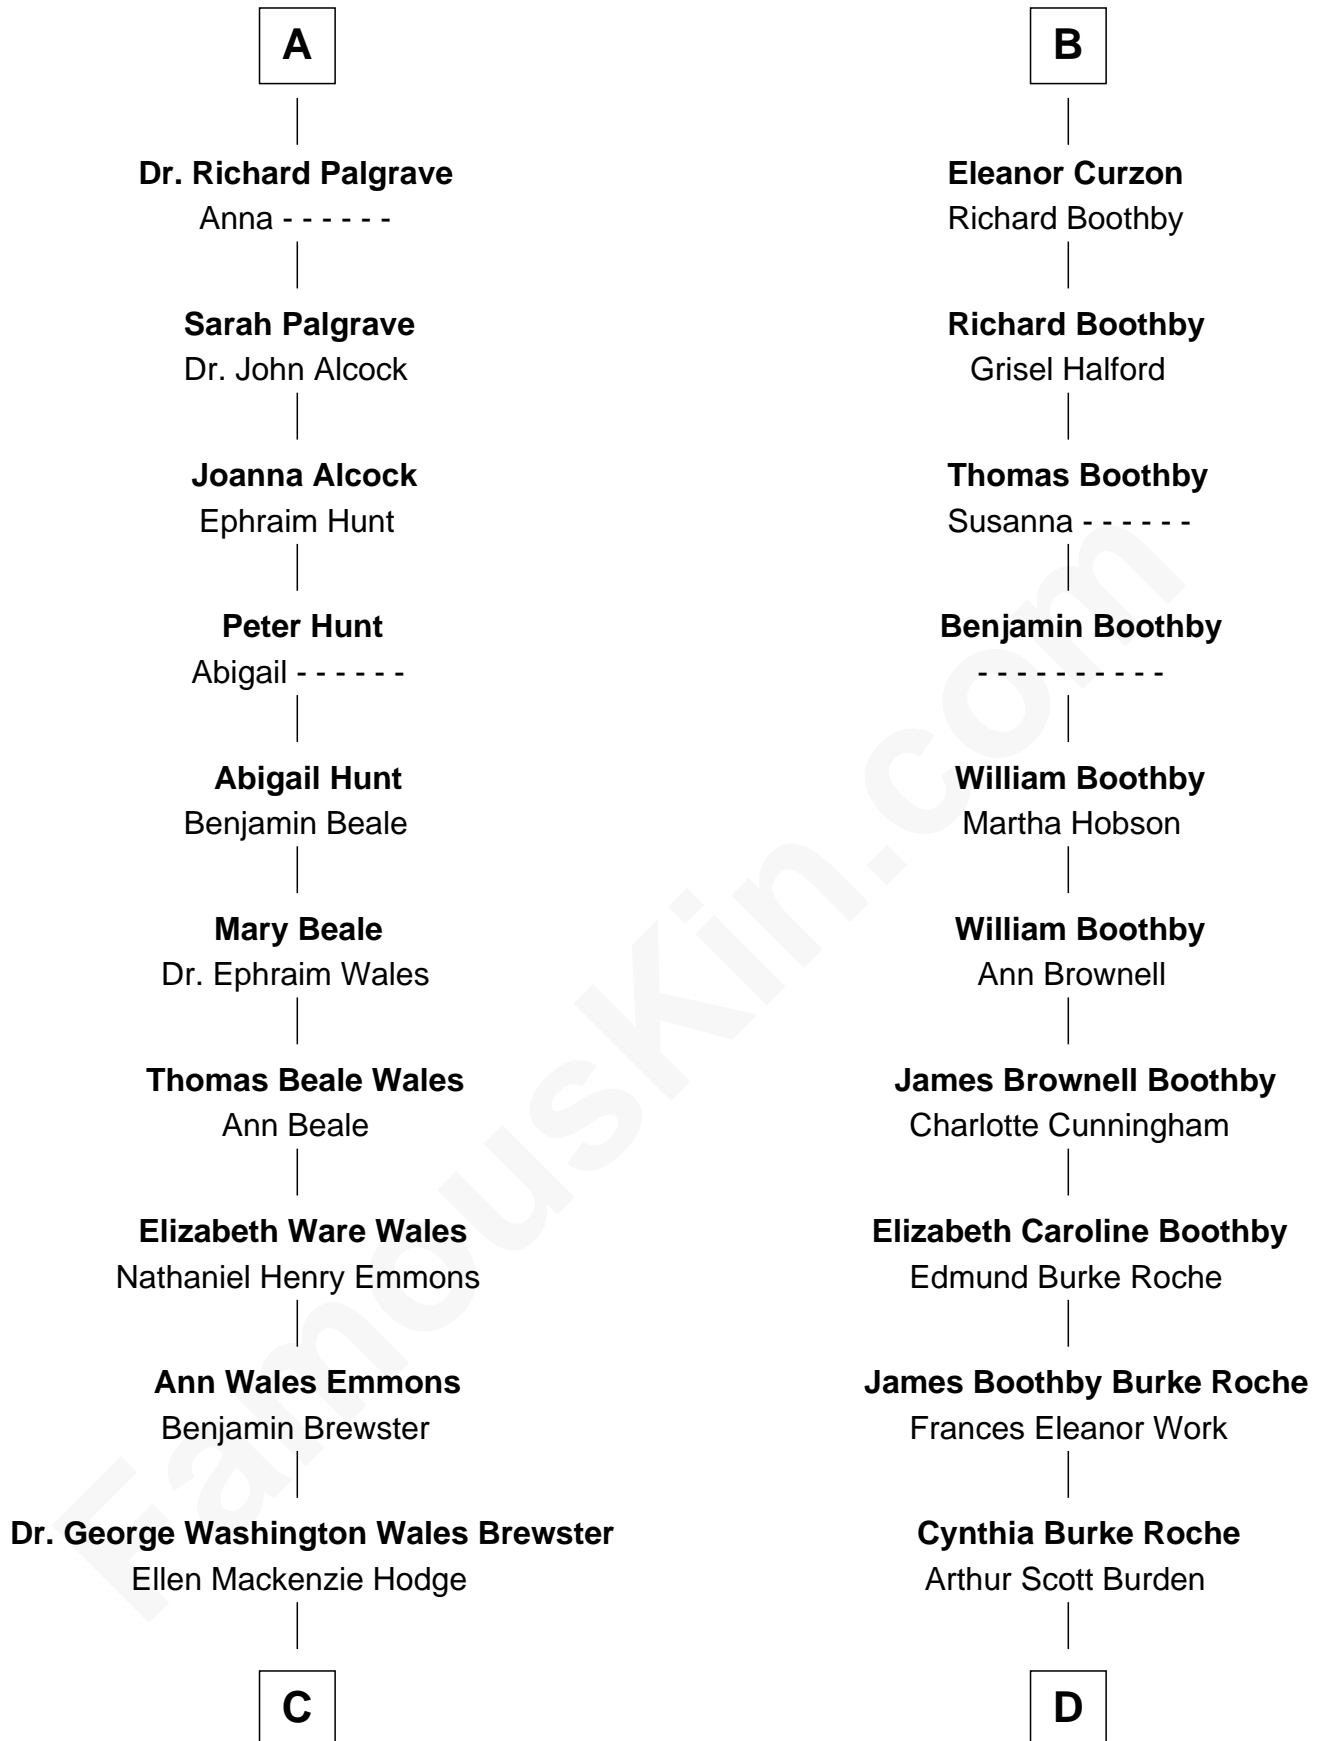 A
Dr. Richard Palgrave
Anna - - - - - -
Sarah Palgrave
Dr. John Alcock
Joanna Alcock
Ephraim Hunt
Peter Hunt
Abigail - - - - - -
Abigail Hunt
Benjamin Beale
Mary Beale
Dr. Ephraim Wales
Thomas Beale Wales
Ann Beale
Elizabeth Ware Wales
Nathaniel Henry Emmons
Ann Wales Emmons
Benjamin Brewster
Dr. George Washington Wales Brewster
Ellen Mackenzie Hodge
C
B
Eleanor Curzon
Richard Boothby
Richard Boothby
Grisel Halford
Thomas Boothby
Susanna - - - - - -
Benjamin Boothby
- - - - - - - - - -
William Boothby
Martha Hobson
William Boothby
Ann Brownell
James Brownell Boothby
Charlotte Cunningham
Elizabeth Caroline Boothby
Edmund Burke Roche
James Boothby Burke Roche
Frances Eleanor Work
Cynthia Burke Roche
Arthur Scott Burden
D
FamousKin.com